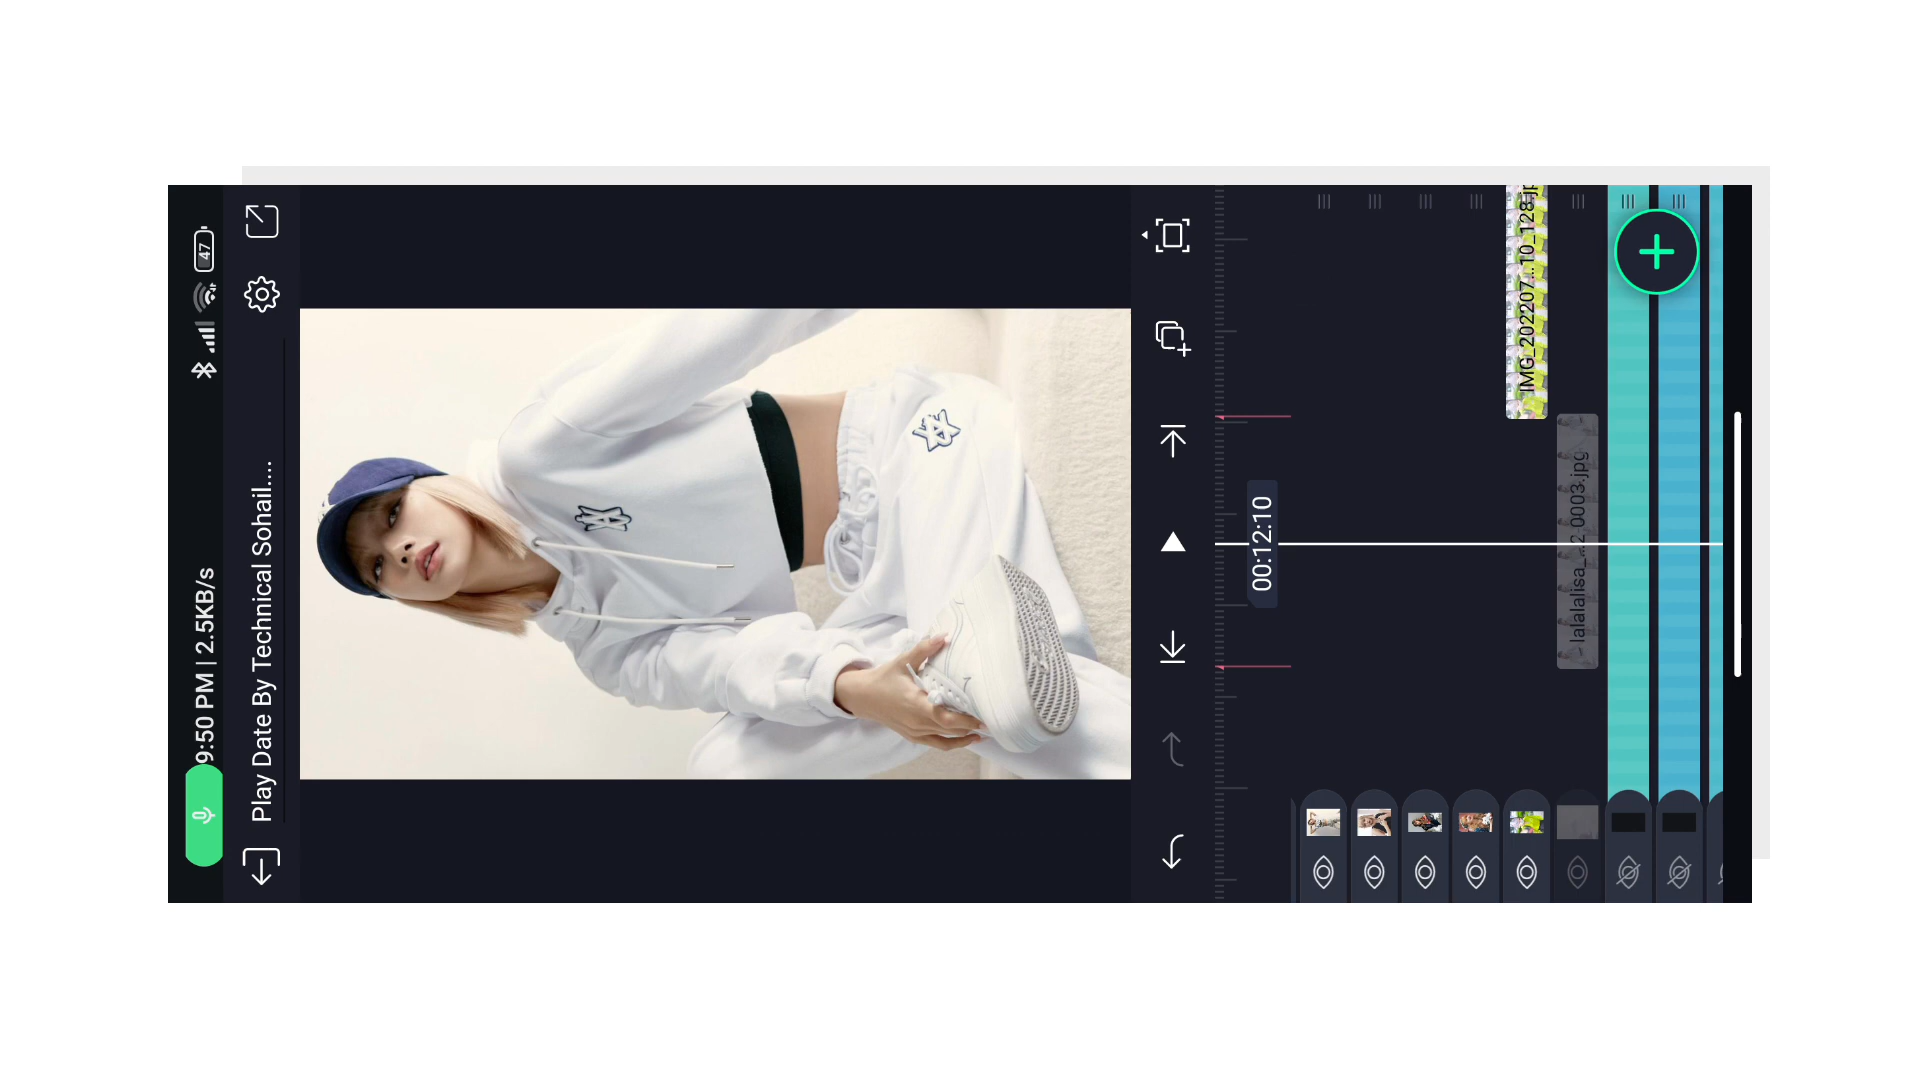 9:50 PM | 2.5KB/s
47
Play Date By Technical Sohail....
00:12:10
IMG_202207...10_128.jp
lalalalisa_...2-0003.jpg